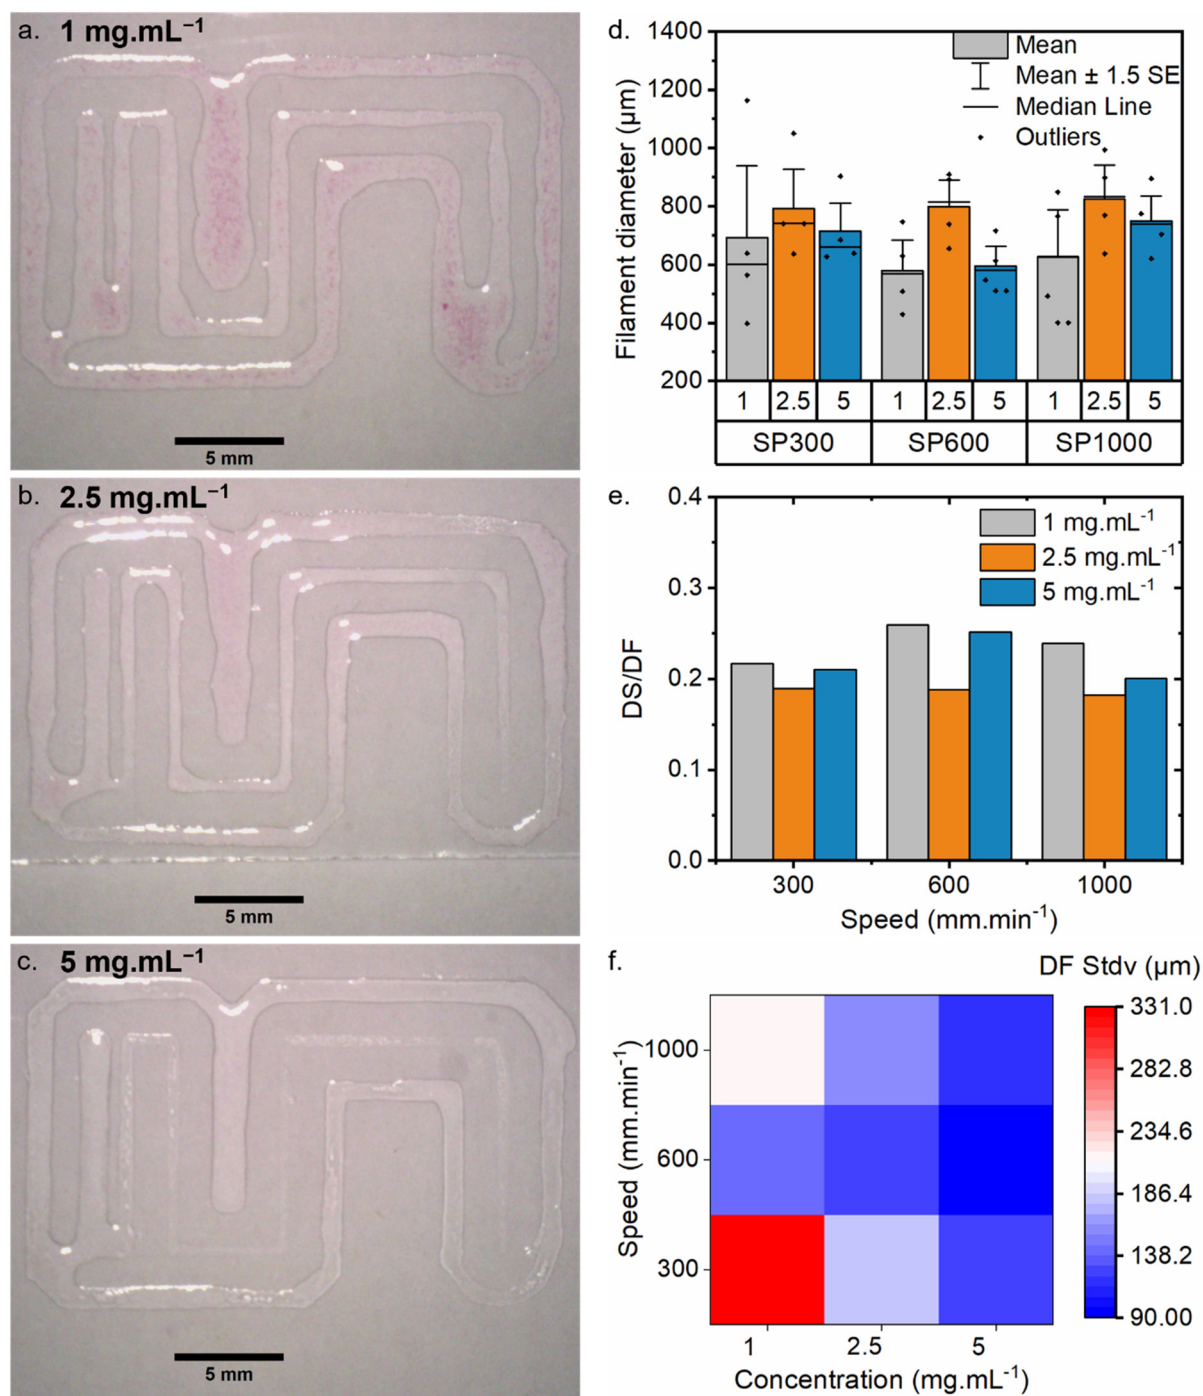 a. 1 mg.mL⁻¹
5 mm
b. 2.5 mg.mL⁻¹
5 mm
c. 5 mg.mL⁻¹
5 mm
d.
1400
1200
1000
800
600
400
200
Filament diameter (µm)
Mean
Mean ± 1.5 SE
Median Line
Outliers
1 2.5 5 1 2.5 5 1 2.5 5
SP300 SP600 SP1000
e.
0.4
0.3
0.2
0.1
0.0
DS/DF
1 mg.mL⁻¹
2.5 mg.mL⁻¹
5 mg.mL⁻¹
300 600 1000
Speed (mm.min⁻¹)
f.
DF Stdv (µm)
1000
600
300
Speed (mm.min⁻¹)
331.0
282.8
234.6
186.4
138.2
90.00
1 2.5 5
Concentration (mg.mL⁻¹)